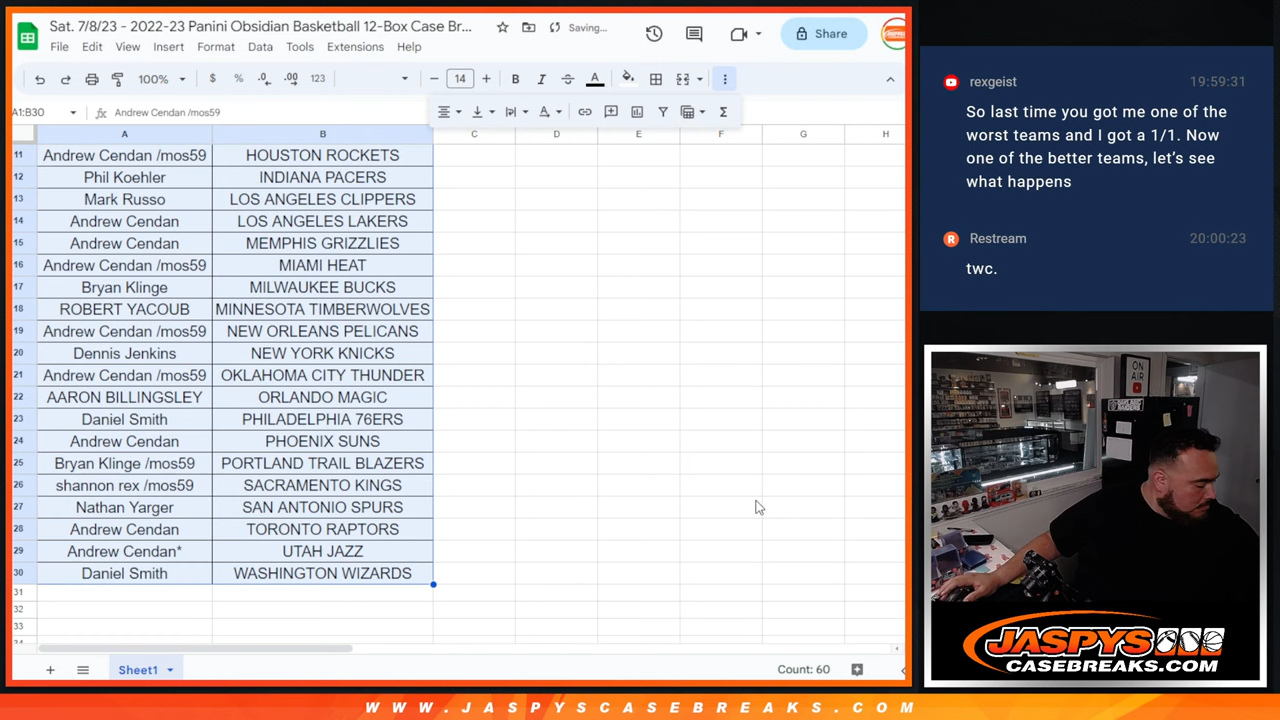 Sat. 7/8/23 - 2022-23 Panini Obsidian Basketball 12-Box Case Br...
Saving...
Share
File Edit View Insert Format Data Tools Extensions Help
100% $ % .0 .00 123 14 B I S A
A1:B30 fx Andrew Cendan /mos59
A B C D E F G H
11 Andrew Cendan /mos59 HOUSTON ROCKETS
12 Phil Koehler INDIANA PACERS
13 Mark Russo LOS ANGELES CLIPPERS
14 Andrew Cendan LOS ANGELES LAKERS
15 Andrew Cendan MEMPHIS GRIZZLIES
16 Andrew Cendan /mos59 MIAMI HEAT
17 Bryan Klinge MILWAUKEE BUCKS
18 ROBERT YACOUB MINNESOTA TIMBERWOLVES
19 Andrew Cendan /mos59 NEW ORLEANS PELICANS
20 Dennis Jenkins NEW YORK KNICKS
21 Andrew Cendan /mos59 OKLAHOMA CITY THUNDER
22 AARON BILLINGSLEY ORLANDO MAGIC
23 Daniel Smith PHILADELPHIA 76ERS
24 Andrew Cendan PHOENIX SUNS
25 Bryan Klinge /mos59 PORTLAND TRAIL BLAZERS
26 shannon rex /mos59 SACRAMENTO KINGS
27 Nathan Yarger SAN ANTONIO SPURS
28 Andrew Cendan TORONTO RAPTORS
29 Andrew Cendan* UTAH JAZZ
30 Daniel Smith WASHINGTON WIZARDS
31
32
33
Sheet1
Count: 60
rexgeist 19:59:31
So last time you got me one of the
worst teams and I got a 1/1. Now
one of the better teams, let's see
what happens
Restream 20:00:23
twc.
ON
AIR
JASPYS
CASEBREAKS.COM
WWW.JASPYSCASEBREAKS.COM